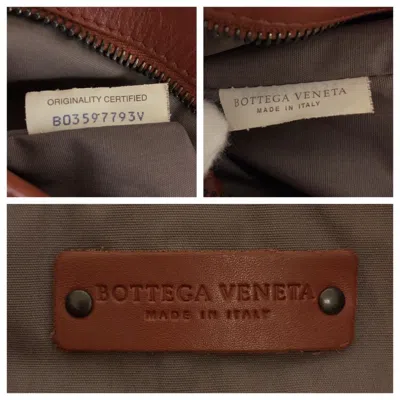 ORIGINALITY CERTIFIED
B03597793V
BOTTEGA VENETA
MADE IN ITALY
BOTTEGA VENETA
MADE IN ITALY